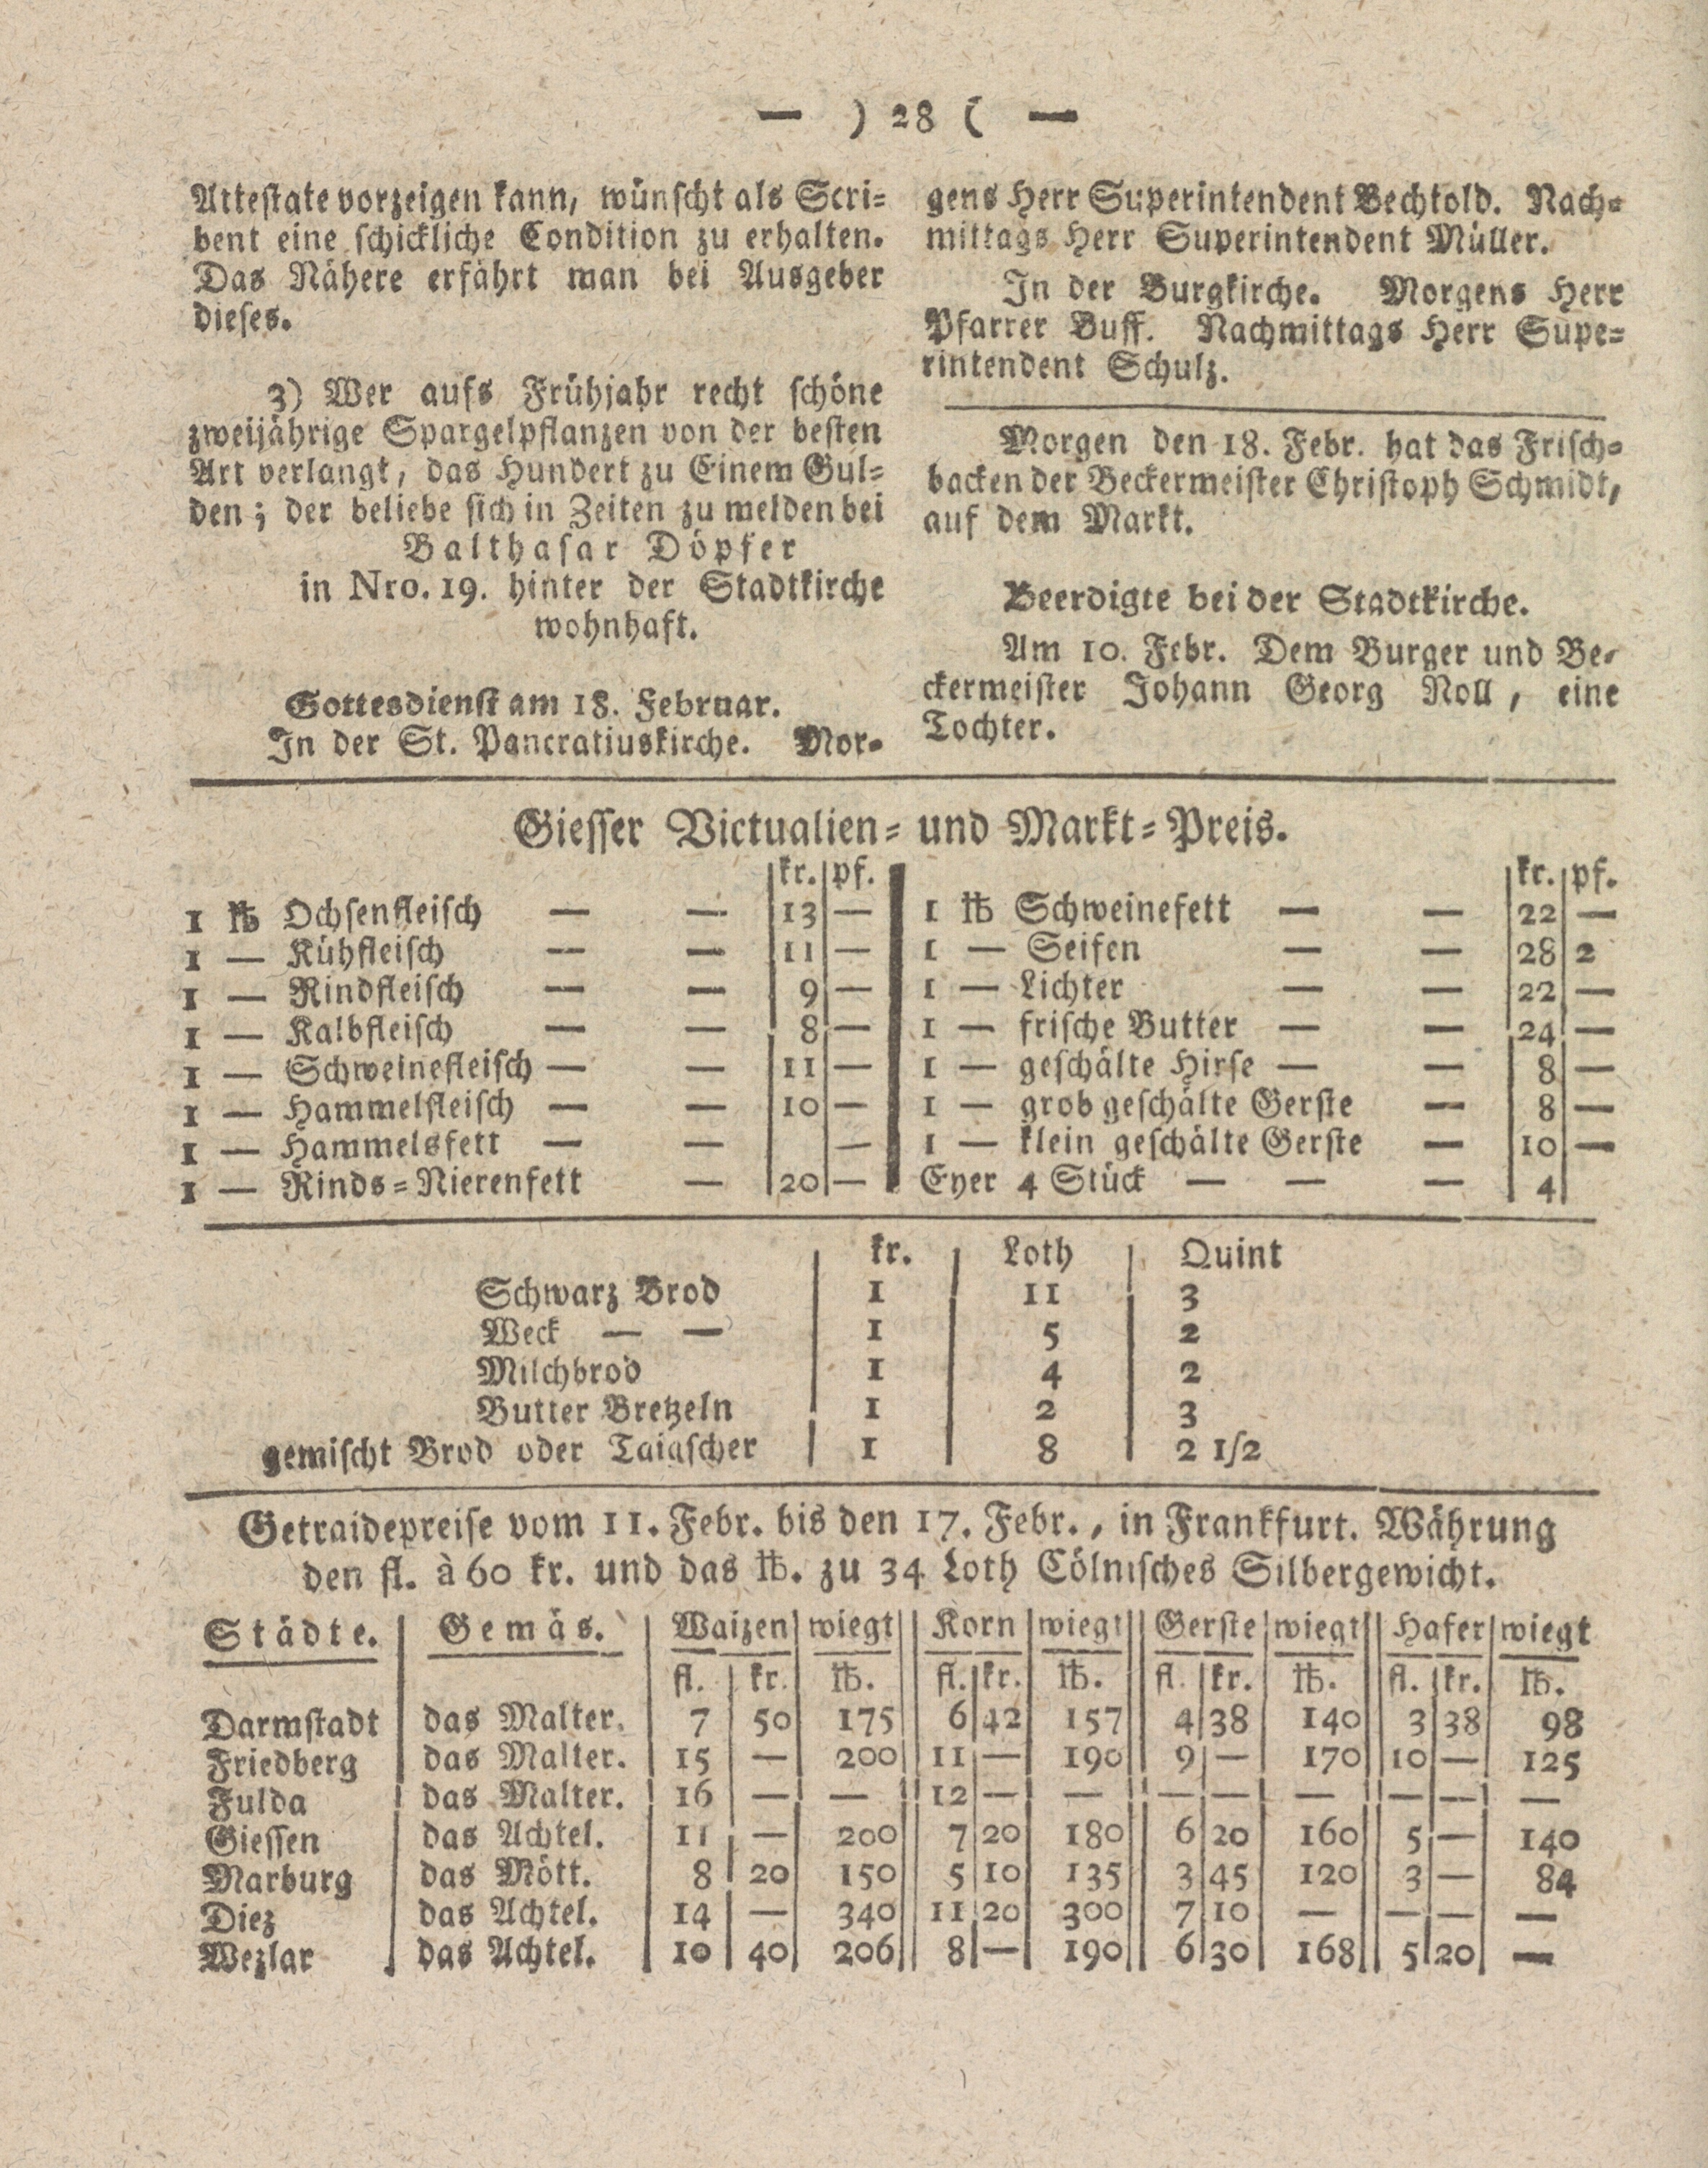 — ) 28 ( —
Attestate vorzeigen kann, wünscht als Scri=
bent eine schickliche Condition zu erhalten.
Das Nähere erfährt man bei Ausgeber
dieses.
3) Wer aufs Frühjahr recht schöne
zweijährige Spargelpflanzen von der besten
Art verlangt, das Hundert zu Einem Gul=
den; der beliebe sich in Zeiten zu melden bei
Balthasar Döpfer
in Nro. 19. hinter der Stadtkirche
wohnhaft.
Gottesdienst am 18. Februar.
In der St. Pancratiuskirche. Mor=
gens Herr Superintendent Bechtold. Nach=
mittags Herr Superintendent Müller.
In der Burgkirche. Morgens Herr
Pfarrer Buff. Nachmittags Herr Supe=
rintendent Schulz.
Morgen den 18. Febr. hat das Frisch=
backen der Beckermeister Christoph Schmidt,
auf dem Markt.
Beerdigte bei der Stadtkirche.
Am 10. Febr. Dem Burger und Be=
ckermeister Johann Georg Noll, eine
Tochter.
Giesser Victualien= und Markt=Preis.
kr. pf.
1 ℔ Ochsenfleisch — — 13 —
1 — Kühfleisch — — 11 —
1 — Rindfleisch — — 9 —
1 — Kalbfleisch — — 8 —
1 — Schweinefleisch — — 11 —
1 — Hammelfleisch — — 10 —
1 — Hammelsfett — — —
1 — Rinds=Nierenfett — 20 —
kr. pf.
1 ℔ Schweinefett — — 22 —
1 — Seifen — — 28 2
1 — Lichter — — 22 —
1 — frische Butter — — 24 —
1 — geschälte Hirse — — 8 —
1 — grob geschälte Gerste — 8 —
1 — klein geschälte Gerste — 10 —
Eyer 4 Stück — — — 4
kr. Loth Quint
Schwarz Brod 1 11 3
Weck — — 1 5 2
Milchbrod 1 4 2
Butter Bretzeln 1 2 3
gemischt Brod oder Taiascher 1 8 2 1/2
Getraidepreise vom 11. Febr. bis den 17. Febr., in Frankfurt. Währung
den fl. à 60 kr. und das ℔. zu 34 Loth Cölnisches Silbergewicht.
Städte. Gemäs. Waizen wiegt Korn wiegt Gerste wiegt Hafer wiegt
fl. kr. ℔. fl. kr. ℔. fl. kr. ℔. fl. kr. ℔.
Darmstadt das Malter. 7 50 175 6 42 157 4 38 140 3 38 98
Friedberg das Malter. 15 — 200 11 — 190 9 — 170 10 — 125
Fulda das Malter. 16 — — 12 — — — — — — — —
Giessen das Achtel. 11 — 200 7 20 180 6 20 160 5 — 140
Marburg das Mött. 8 20 150 5 10 135 3 45 120 3 — 84
Diez das Achtel. 14 — 340 11 20 300 7 10 — — — —
Wezlar das Achtel. 10 40 206 8 — 190 6 30 168 5 20 —